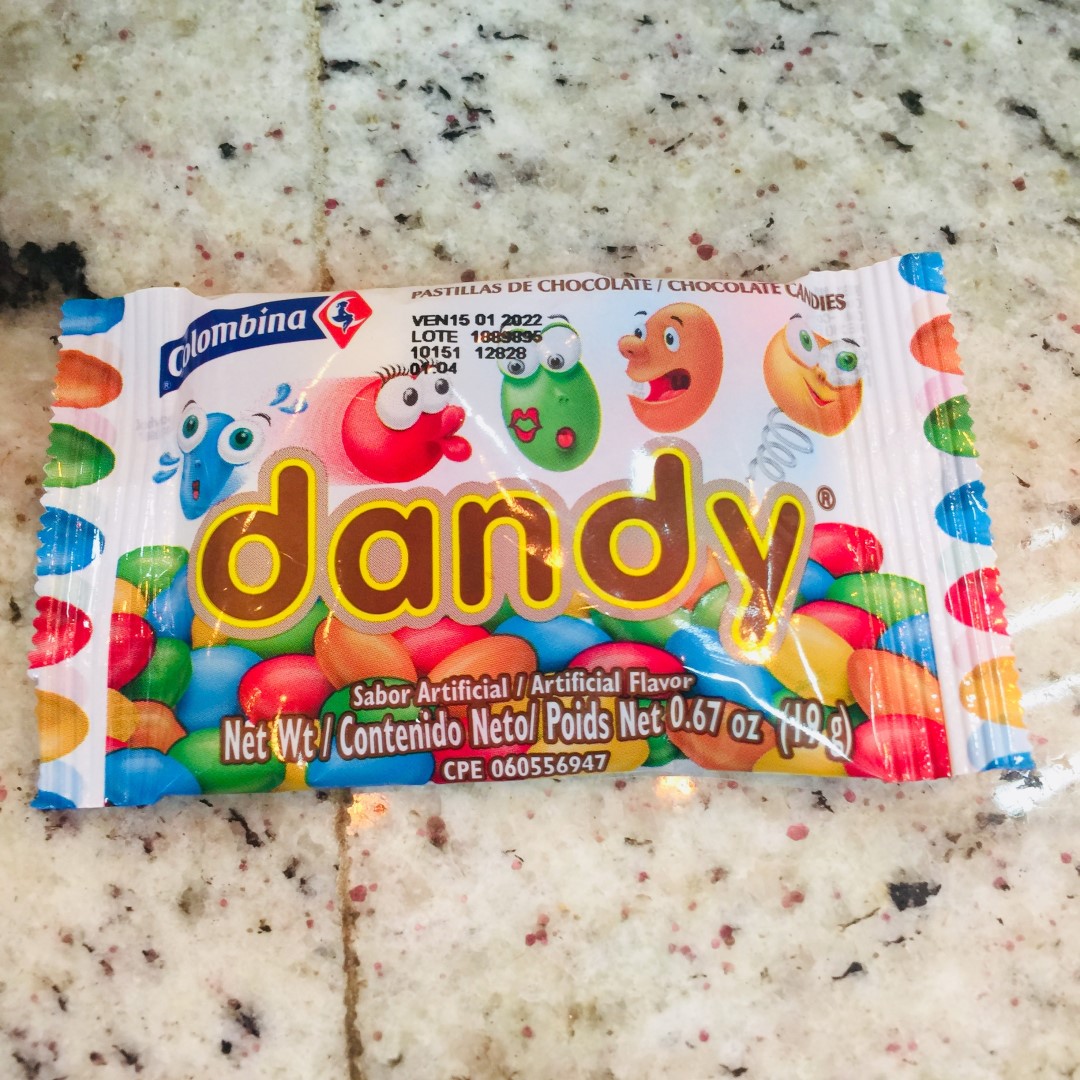 Colombina
PASTILLAS DE CHOCOLATE / CHOCOLATE CANDIES
VEN15 01 2022
LOTE
10151 12828
01:04
dandy®
Sabor Artificial / Artificial Flavor
Net Wt / Contenido Neto/ Poids Net 0.67 oz (19 g)
CPE 060556947